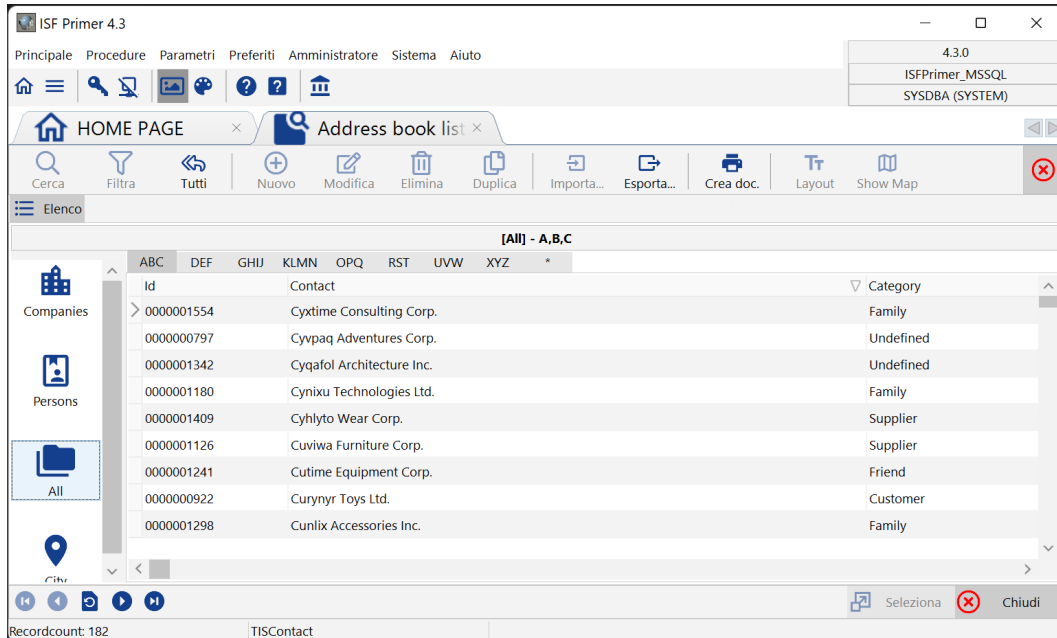 ISF Primer 4.3
Principale Procedure Parametri Preferiti Amministratore Sistema Aiuto
4.3.0
ISFPrimer_MSSQL
SYSDBA (SYSTEM)
HOME PAGE
Address book list
Cerca Filtra Tutti Nuovo Modifica Elimina Duplica Importa... Esporta... Crea doc. Layout Show Map
Elenco
[All] - A,B,C
Companies
Persons
All
City
ABC DEF GHIJ KLMN OPQ RST UVW XYZ *
Id Contact Category
0000001554 Cyxtime Consulting Corp. Family
0000000797 Cyvpaq Adventures Corp. Undefined
0000001342 Cyqafol Architecture Inc. Undefined
0000001180 Cynixu Technologies Ltd. Family
0000001409 Cyhlyto Wear Corp. Supplier
0000001126 Cuviwa Furniture Corp. Supplier
0000001241 Cutime Equipment Corp. Friend
0000000922 Curynyr Toys Ltd. Customer
0000001298 Cunlix Accessories Inc. Family
Seleziona Chiudi
Recordcount: 182 TISContact